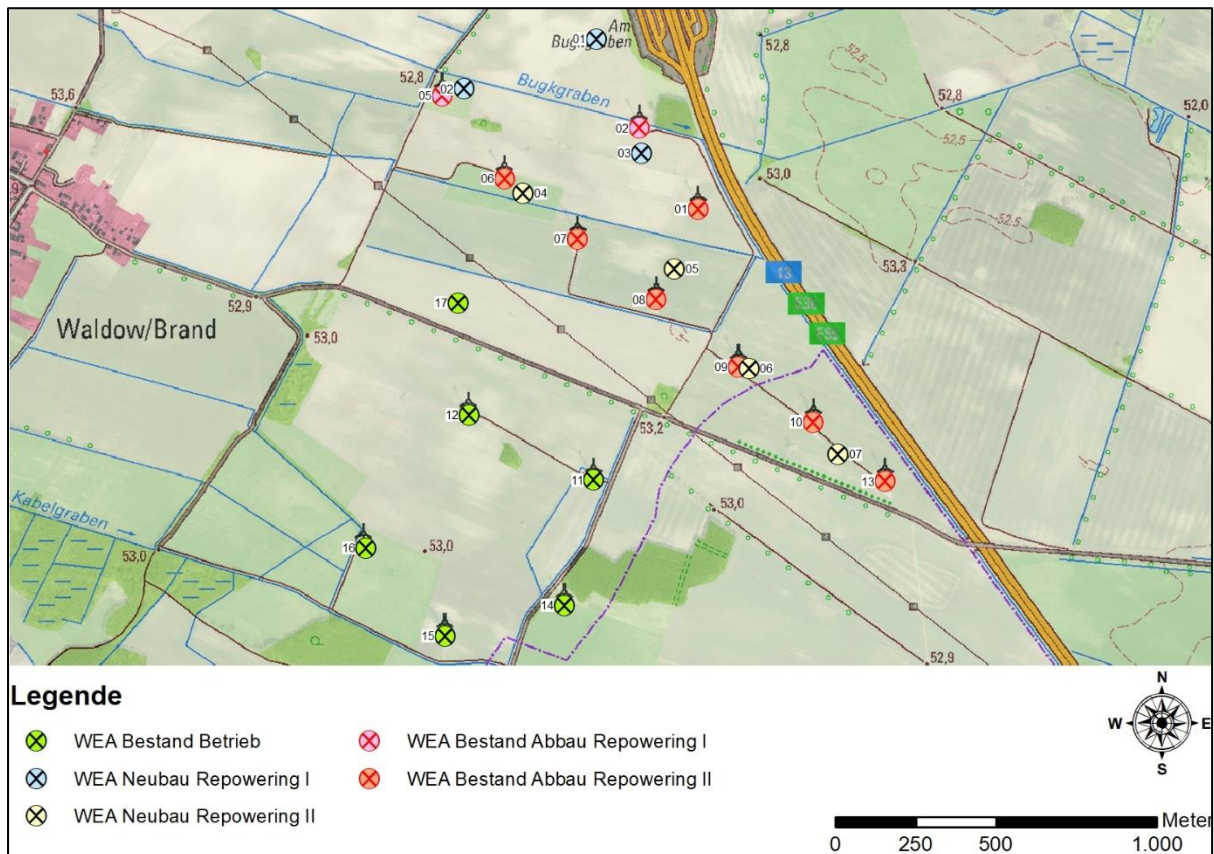 Am
01
Bugkgraben
52,8
52,5
52,8
02
05
53,6
Bugkgraben
52,8
52,0
02
03
52,5
53,0
06
04
01
52,5
07
05
13
53,3
08
52,9
17
Waldow/Brand
53,0
09
06
12
53,2
10
07
11
13
Kabelgraben
53,0
53,0
16
53,0
14
15
52,9
Legende
WEA Bestand Betrieb
WEA Bestand Abbau Repowering I
WEA Neubau Repowering I
WEA Bestand Abbau Repowering II
WEA Neubau Repowering II
N
W
E
S
Meter
0
250
500
1.000